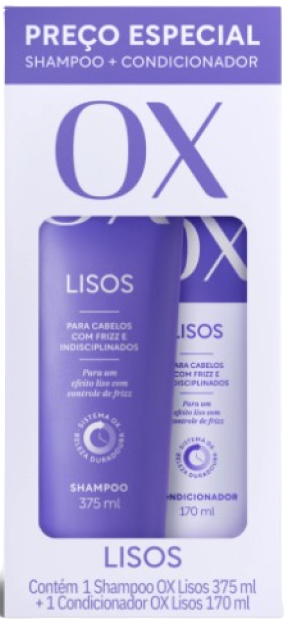 PREÇO ESPECIAL
SHAMPOO + CONDICIONADOR
OX
OX
LISOS
PARA CABELOS
COM FRIZZ E
INDISCIPLINADOS
Para um
efeito liso com
controle de frizz
SISTEMA DE
BELEZA DURADOURA
SHAMPOO
375 ml
OX
LISOS
PARA CABELOS
COM FRIZZ E
DISCIPLINADOS
Para um
efeito liso com
controle de frizz
SISTEMA DE
BELEZA DURADOURA
ONDICIONADOR
170 ml
LISOS
Contém 1 Shampoo OX Lisos 375 ml
+ 1 Condicionador OX Lisos 170 ml